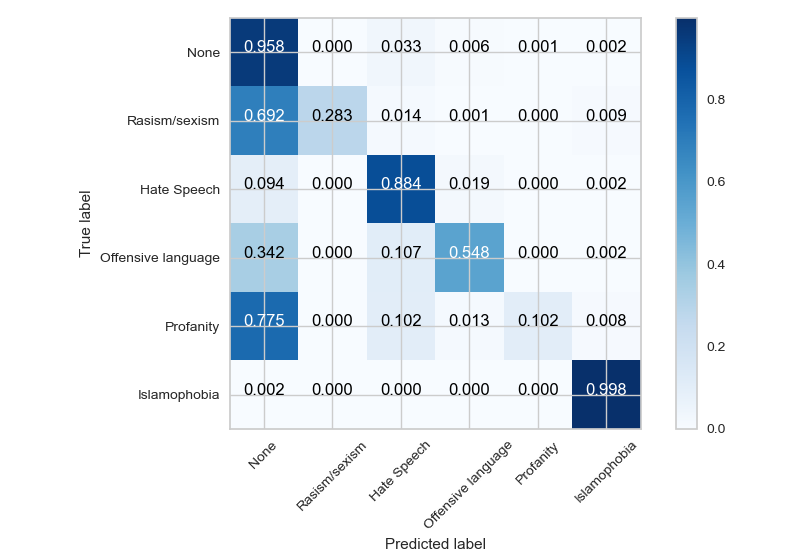 None 0.958 0.000 0.033 0.006 0.001 0.002
Rasism/sexism 0.692 0.283 0.014 0.001 0.000 0.009
Hate Speech 0.094 0.000 0.884 0.019 0.000 0.002
Offensive language 0.342 0.000 0.107 0.548 0.000 0.002
Profanity 0.775 0.000 0.102 0.013 0.102 0.008
Islamophobia 0.002 0.000 0.000 0.000 0.000 0.998
True label
None Rasism/sexism Hate Speech Offensive language Profanity Islamophobia
Predicted label
0.8
0.6
0.4
0.2
0.0